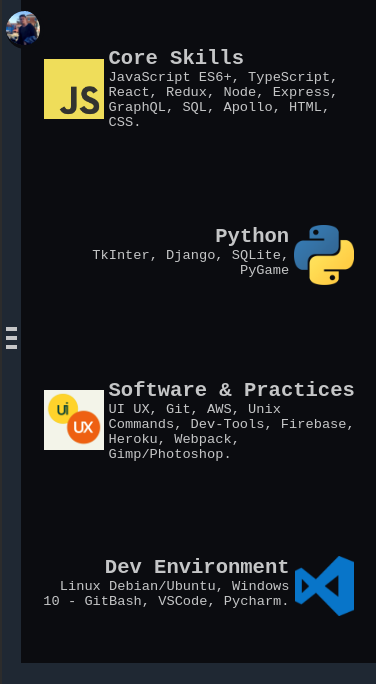 Core Skills
JS
JavaScript ES6+, TypeScript,
React, Redux, Node, Express,
GraphQL, SQL, Apollo, HTML,
CSS.
Python
TkInter, Django, SQLite,
PyGame
Software & Practices
Ui
UX
UI UX, Git, AWS, Unix
Commands, Dev-Tools, Firebase,
Heroku, Webpack,
Gimp/Photoshop.
Dev Environment
Linux Debian/Ubuntu, Windows
10 - GitBash, VSCode, Pycharm.